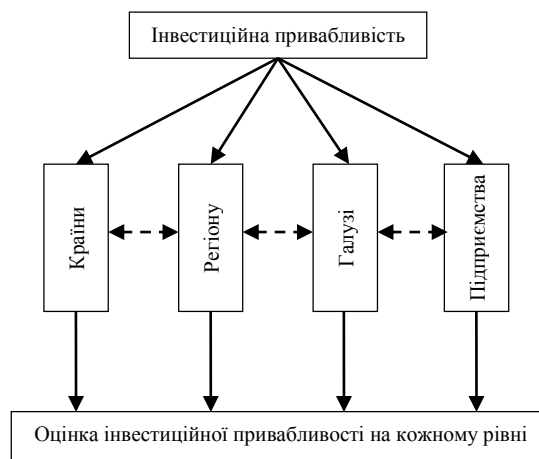 Інвестиційна привабливість
Країни
Регіону
Галузі
Підприємства
Оцінка інвестиційної привабливості на кожному рівні